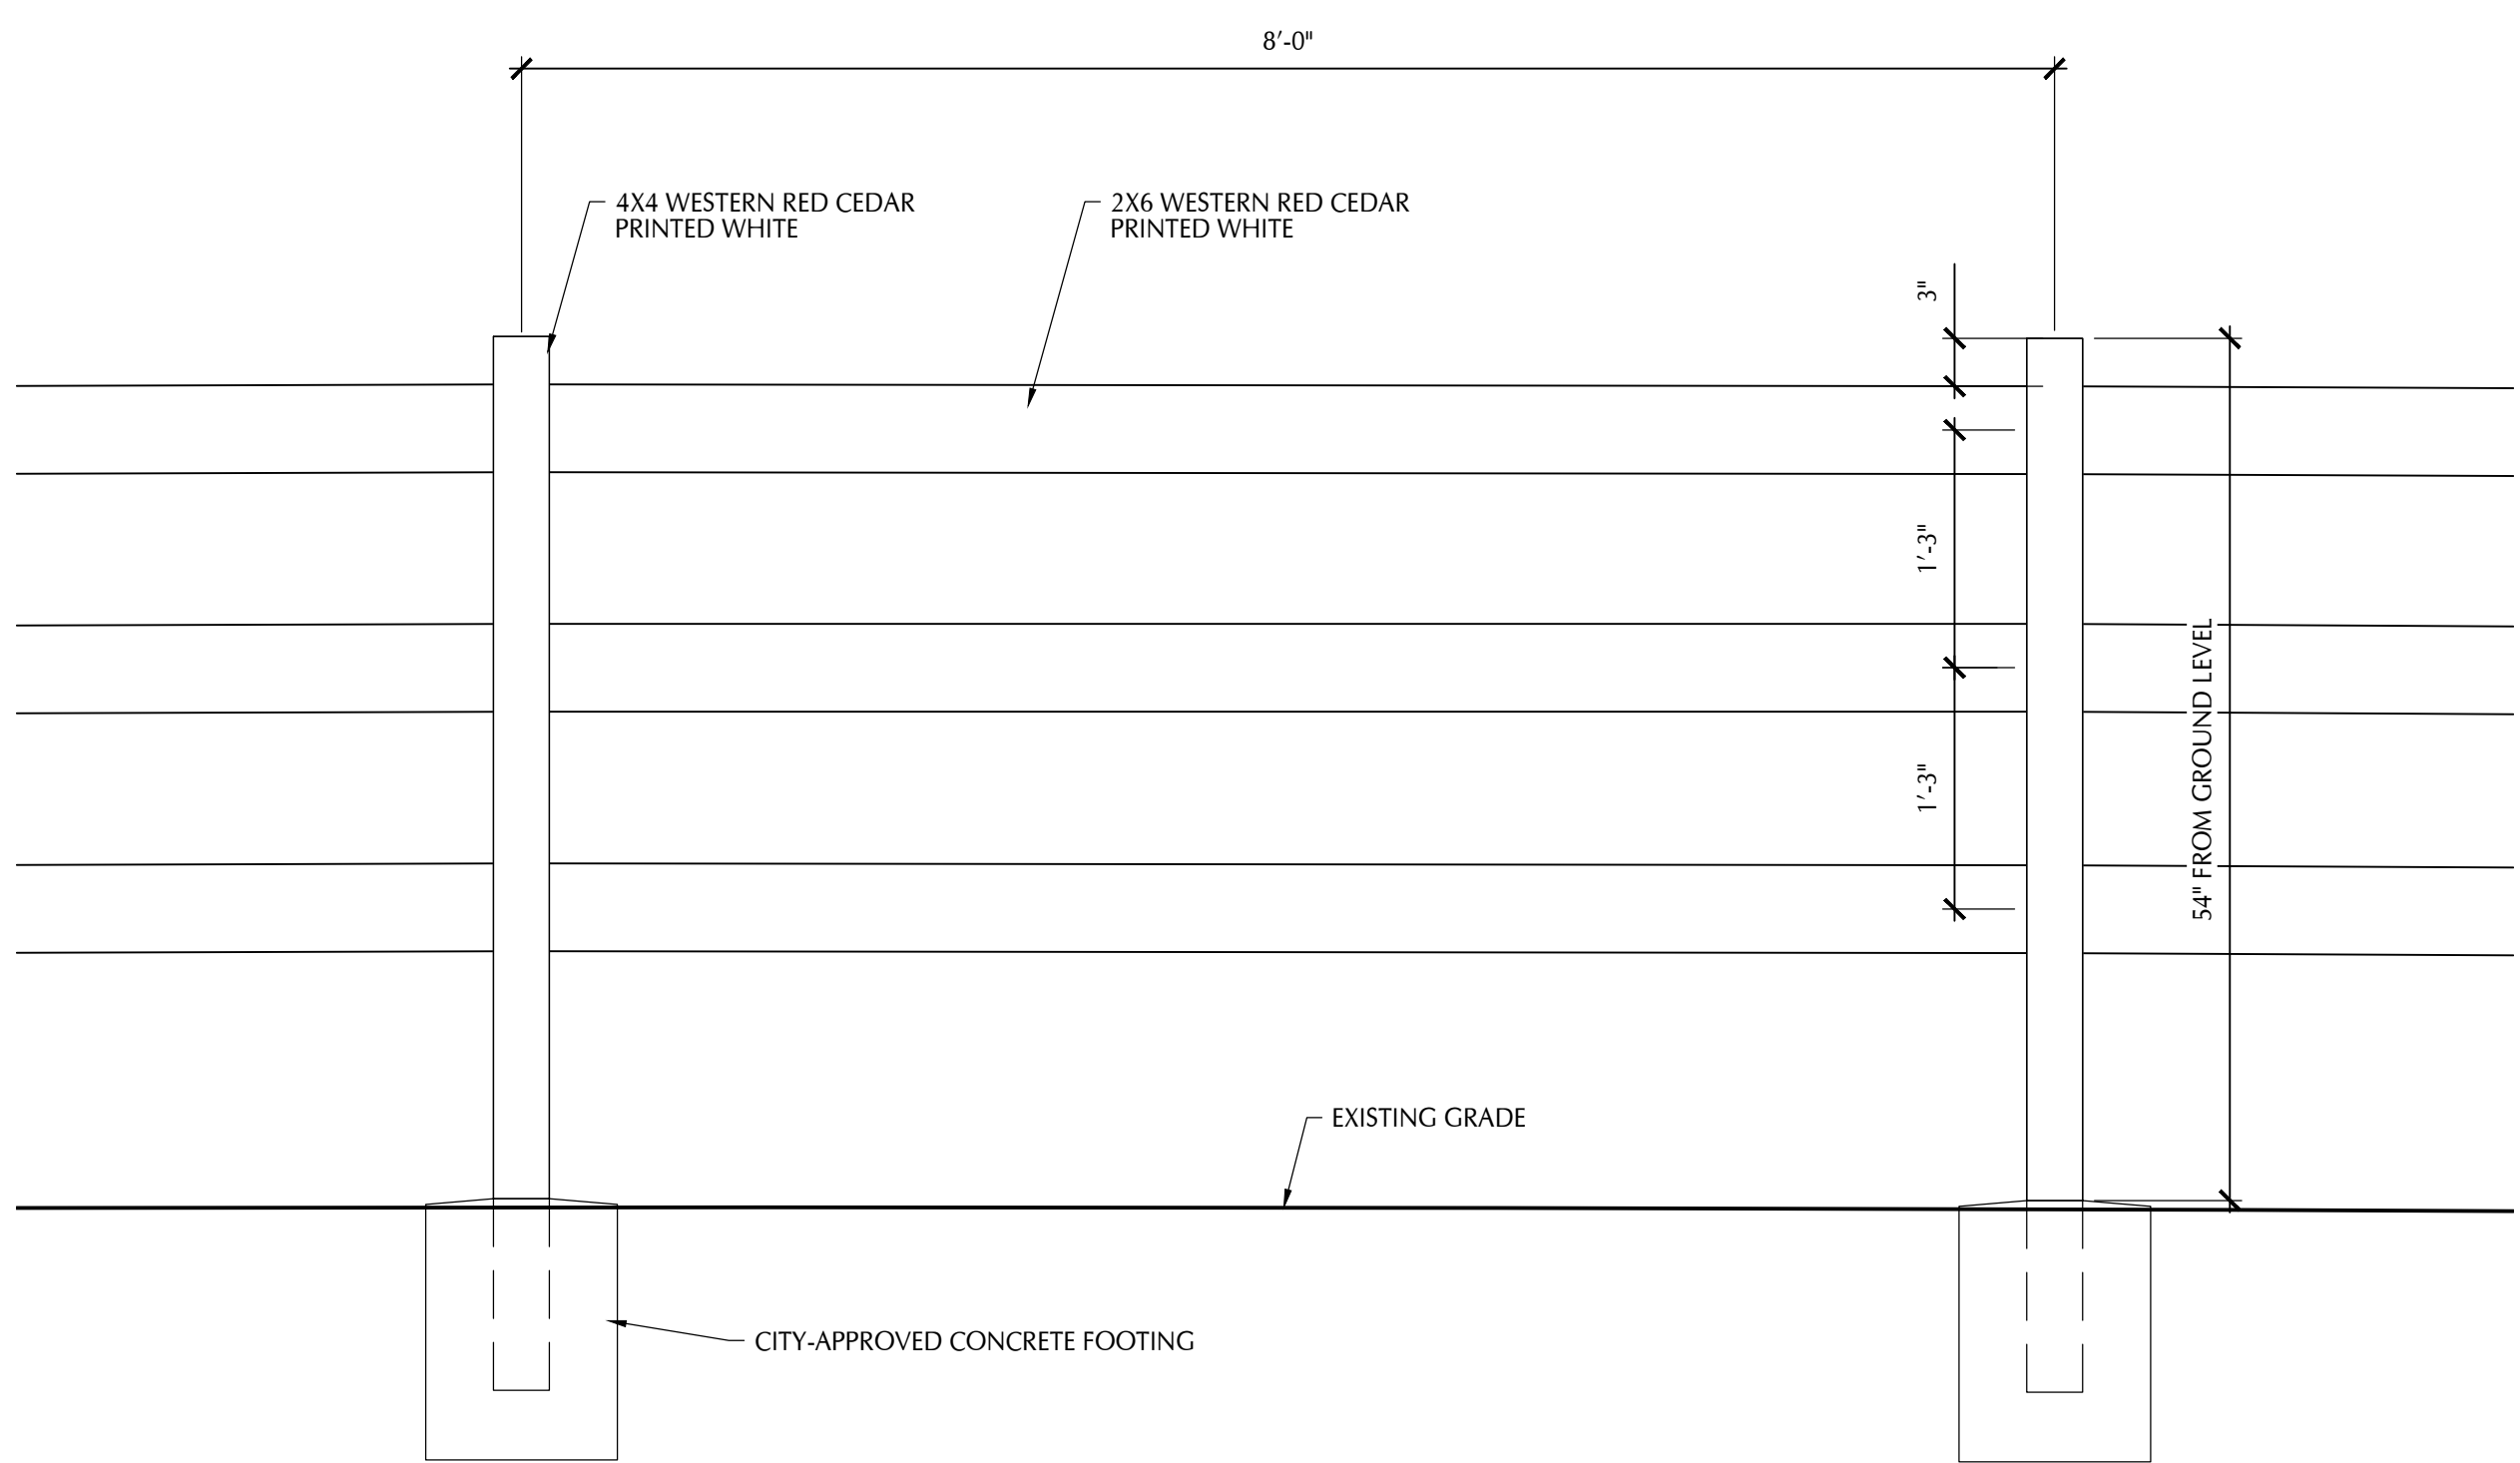 8'-0"
4X4 WESTERN RED CEDAR
PRINTED WHITE
2X6 WESTERN RED CEDAR
PRINTED WHITE
3"
1'-3"
1'-3"
54" FROM GROUND LEVEL
EXISTING GRADE
CITY-APPROVED CONCRETE FOOTING